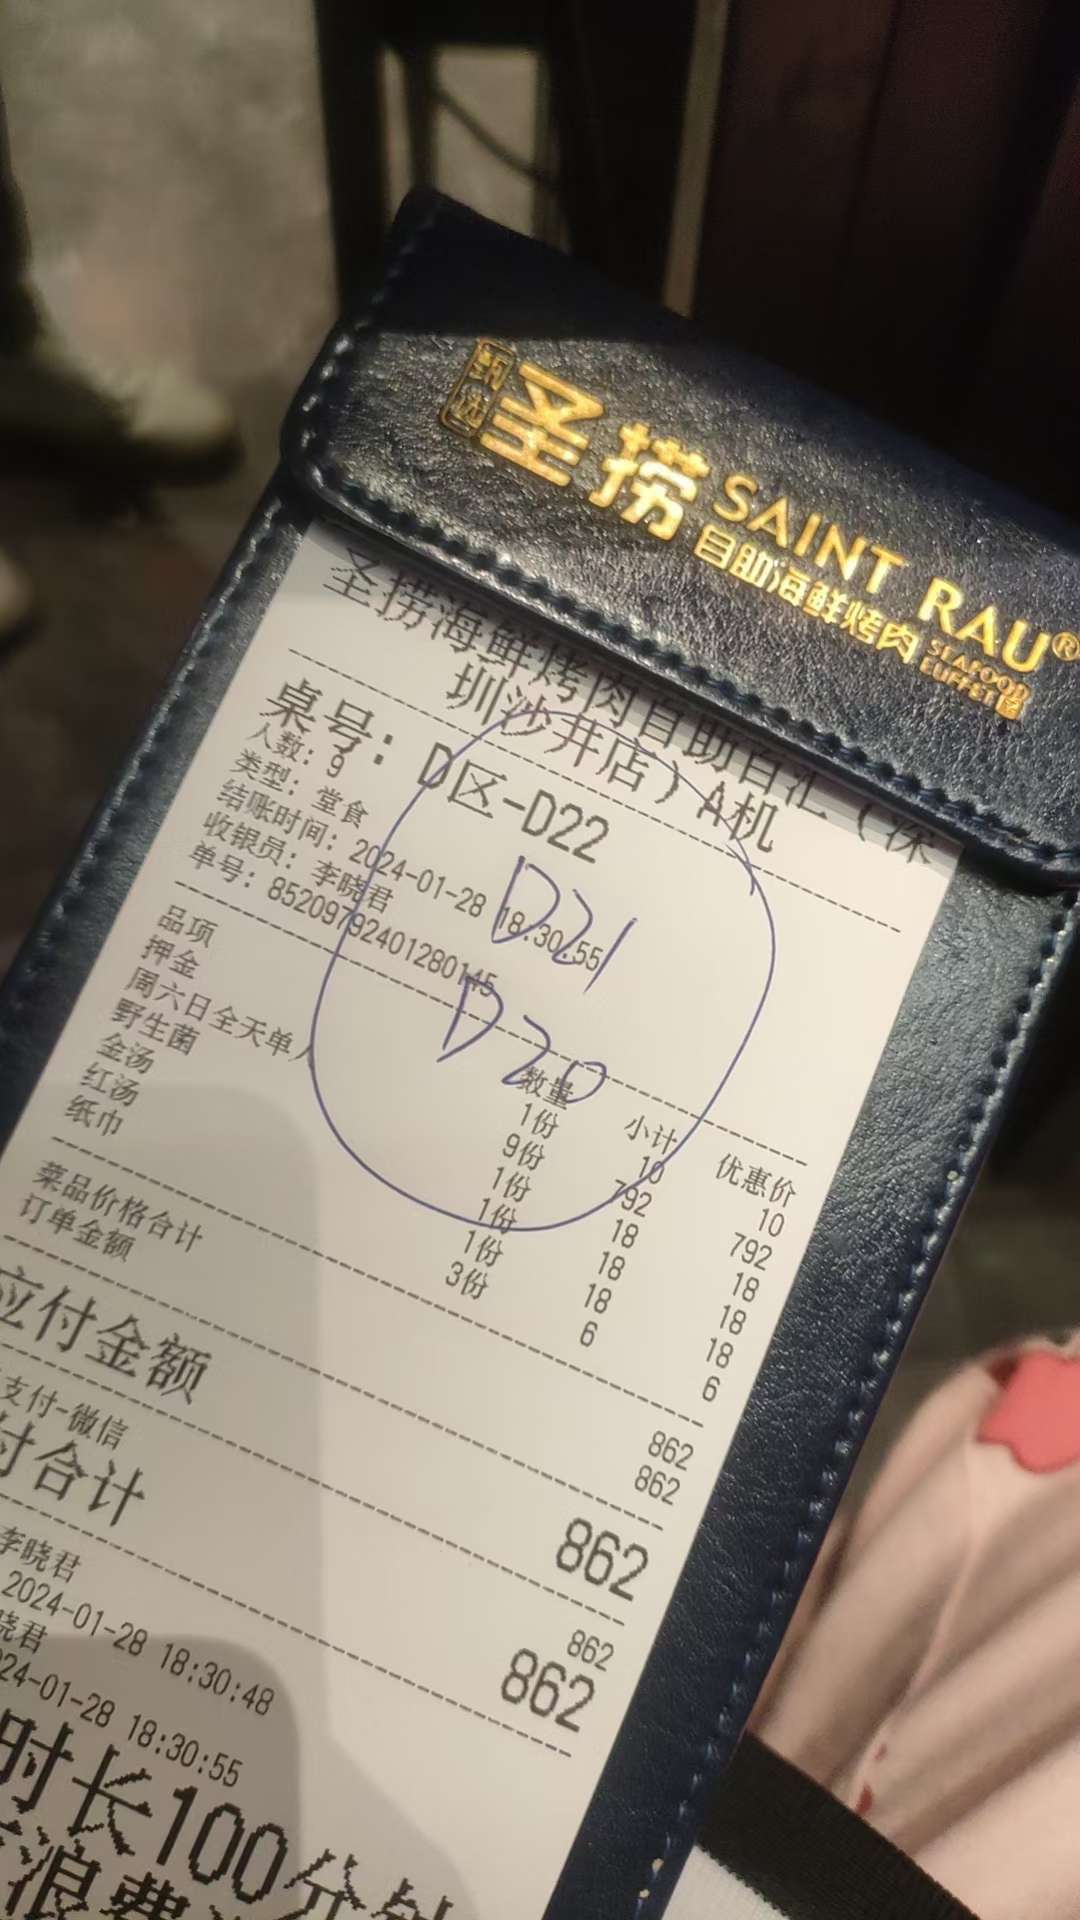 甄选
圣捞
SAINT RAU®
自助海鲜烤肉
SEAFOOD
BUFFET
圣捞海鲜烤肉自助百汇（深
圳沙井店）A机
桌号：D区-D22
人数：9
类型：堂食
结账时间：2024-01-28 18:30:55
收银员：李晓君
单号：85209792401280145
D21
D20
品项 数量 小计 优惠价
押金 1份 10 10
周六日全天单人 9份 792 792
野生菌 1份 18 18
金汤 1份 18 18
红汤 1份 18 18
纸巾 3份 6 6
菜品价格合计 862
订单金额 862
应付金额 862
支付-微信 862
付合计 862
李晓君
2024-01-28 18:30:48
晓君
24-01-28 18:30:55
时长100分钟
浪费